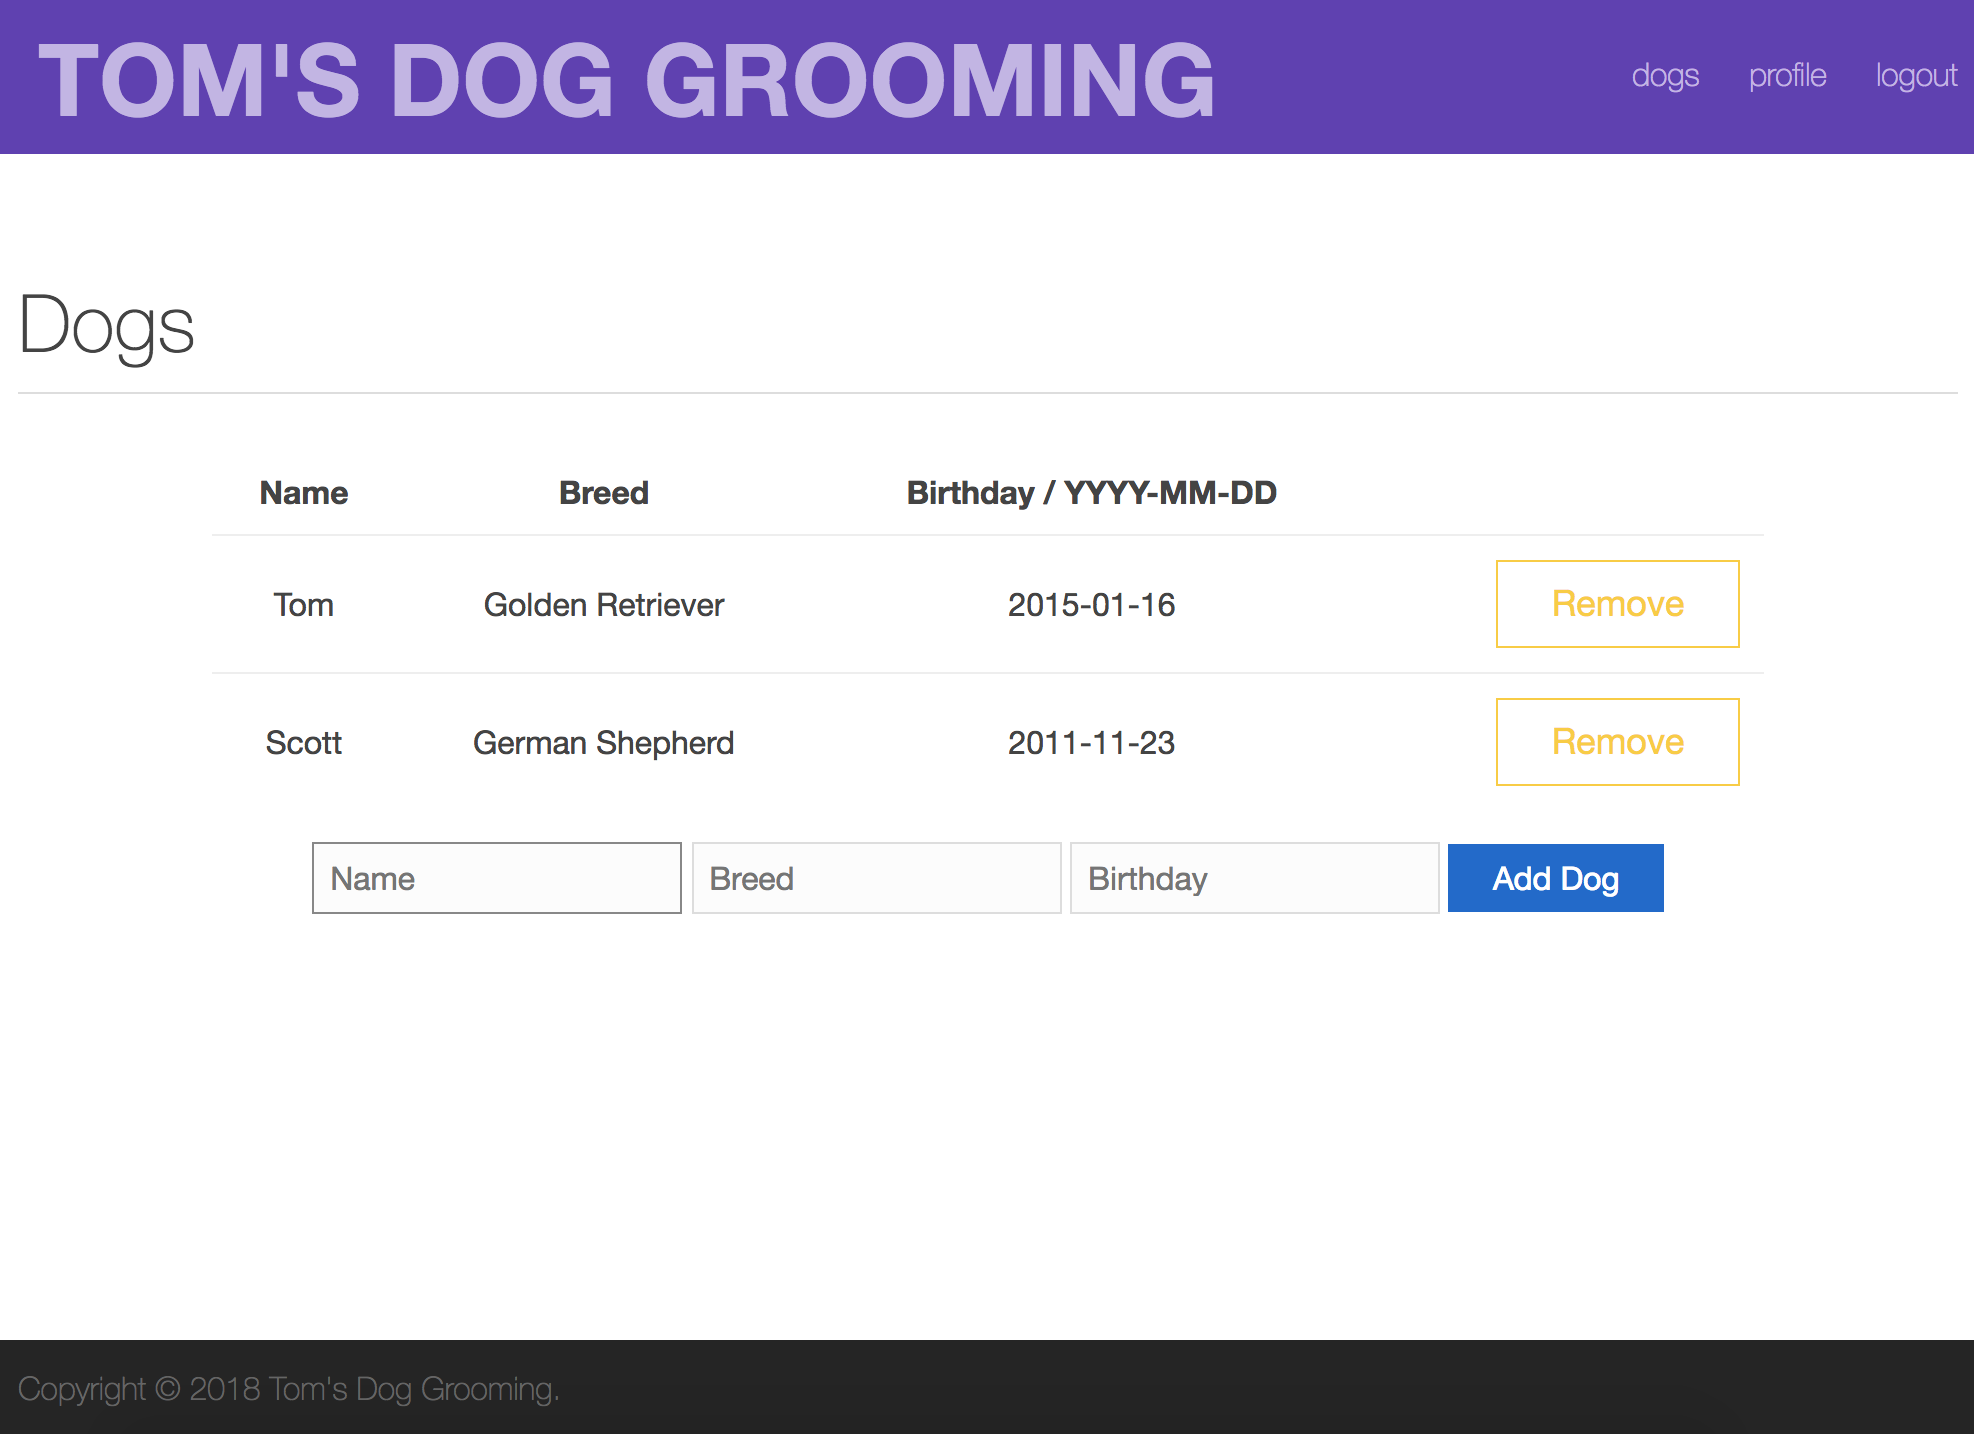 TOM'S DOG GROOMING
dogs profile logout
Dogs
Name Breed Birthday / YYYY-MM-DD
Tom Golden Retriever 2015-01-16 Remove
Scott German Shepherd 2011-11-23 Remove
Name Breed Birthday Add Dog
Copyright © 2018 Tom's Dog Grooming.